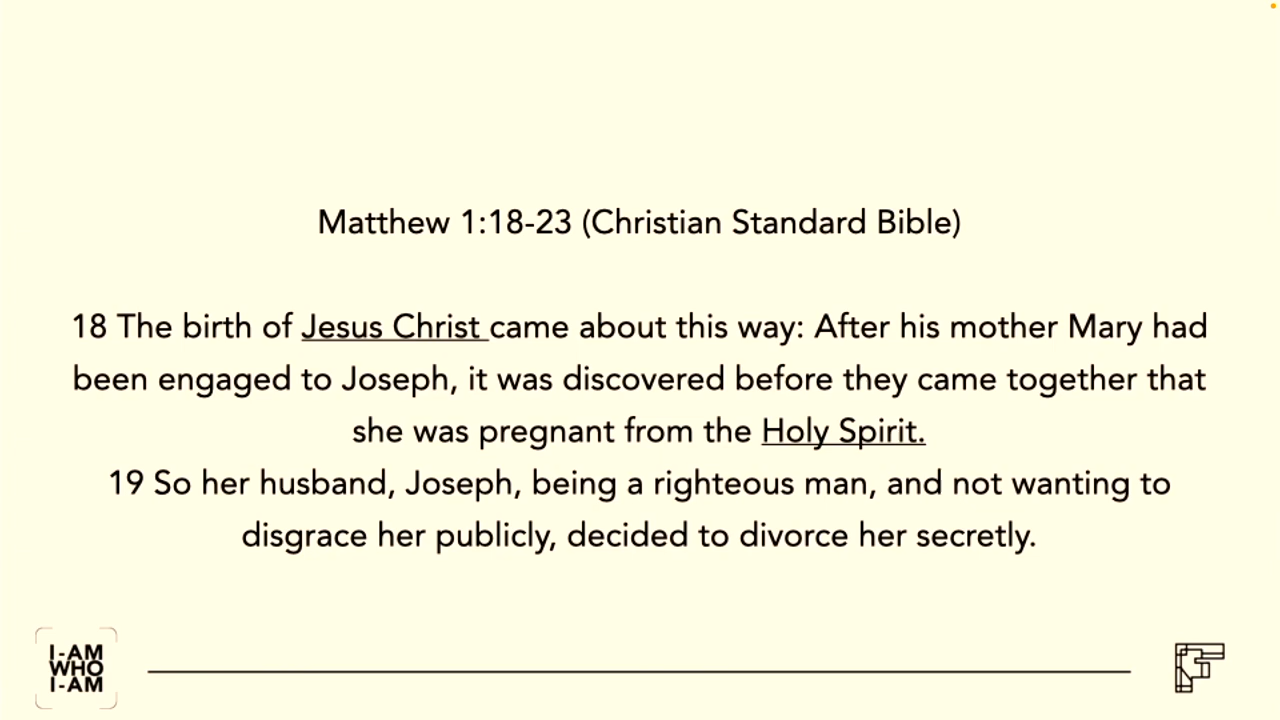 Matthew 1:18-23 (Christian Standard Bible)
18 The birth of Jesus Christ came about this way: After his mother Mary had
been engaged to Joseph, it was discovered before they came together that
she was pregnant from the Holy Spirit.
19 So her husband, Joseph, being a righteous man, and not wanting to
disgrace her publicly, decided to divorce her secretly.
I-AM
WHO
I-AM